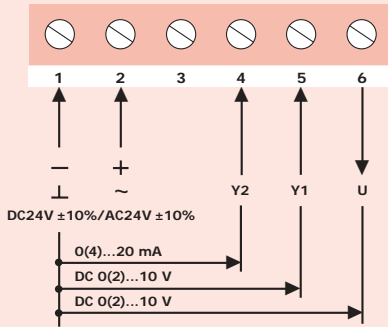 1 2 3 4 5 6
− +
⊥ ~ Y2 Y1 U
DC24V ±10%/AC24V ±10%
0(4)...20 mA
DC 0(2)...10 V
DC 0(2)...10 V